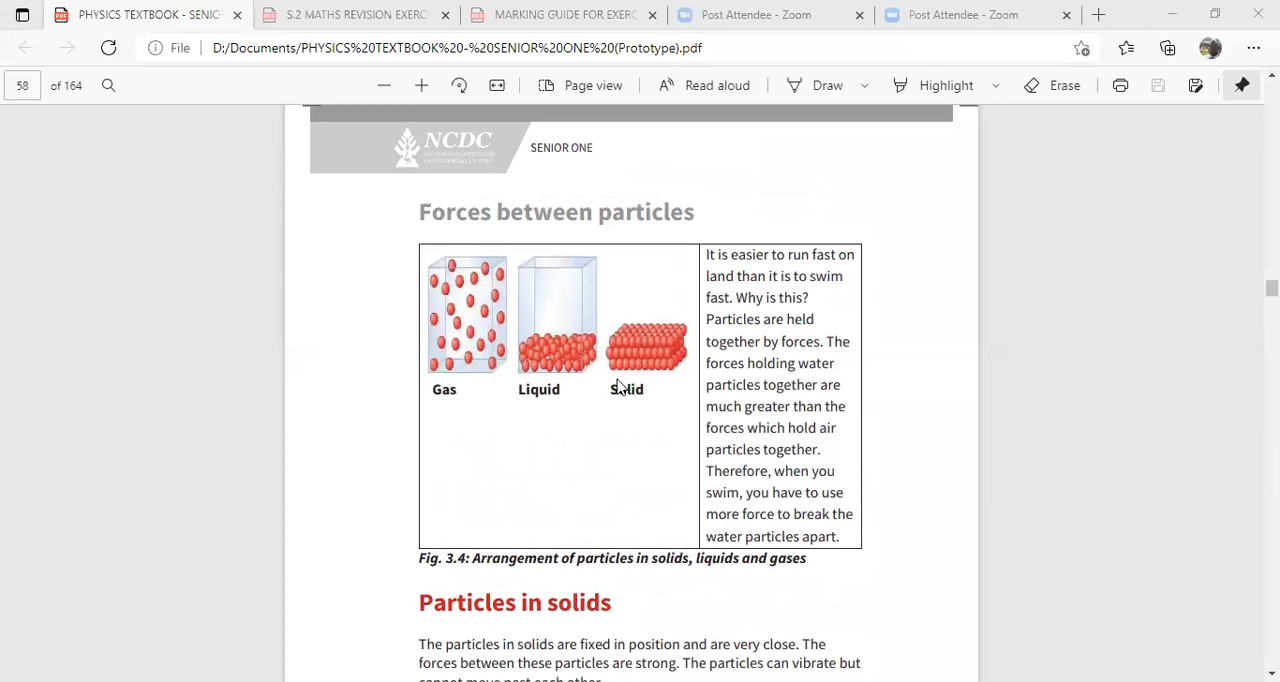 PHYSICS TEXTBOOK - SENIC
S.2 MATHS REVISION EXERC
MARKING GUIDE FOR EXERC
Post Attendee - Zoom
Post Attendee - Zoom
File
D:/Documents/PHYSICS%20TEXTBOOK%20-%20SENIOR%20ONE%20(Prototype).pdf
58
of 164
Page view
Read aloud
Draw
Highlight
Erase
NCDC
SENIOR ONE
Forces between particles
Gas
Liquid
Solid
It is easier to run fast on
land than it is to swim
fast. Why is this?
Particles are held
together by forces. The
forces holding water
particles together are
much greater than the
forces which hold air
particles together.
Therefore, when you
swim, you have to use
more force to break the
water particles apart.
Fig. 3.4: Arrangement of particles in solids, liquids and gases
Particles in solids
The particles in solids are fixed in position and are very close. The
forces between these particles are strong. The particles can vibrate but
cannot move past each other.